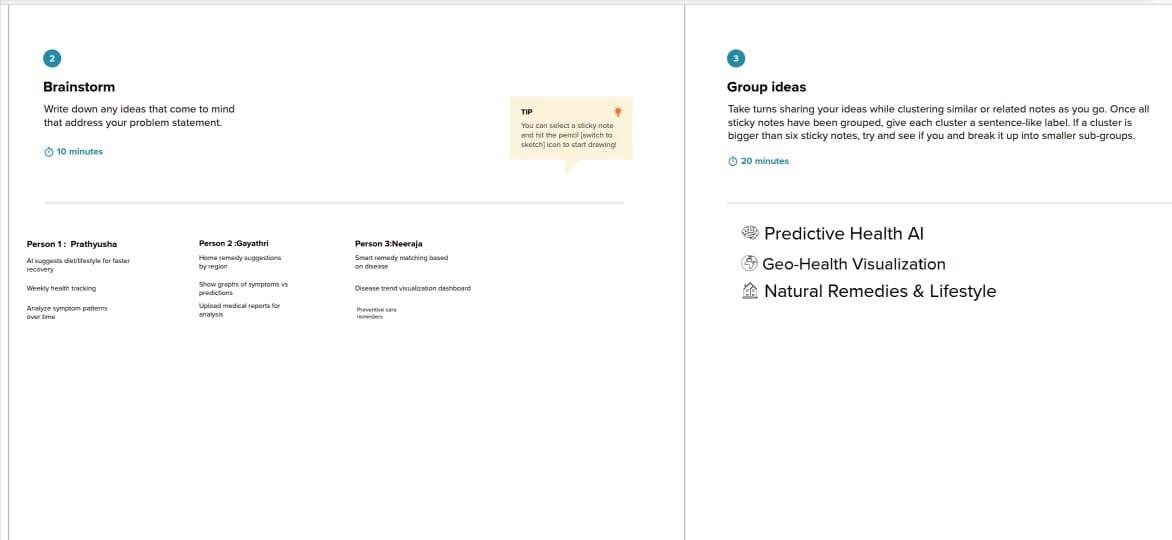 2
Brainstorm
Write down any ideas that come to mind
that address your problem statement.
10 minutes
TIP
You can select a sticky note
and hit the pencil [switch to
sketch] icon to start drawing!
Person 1 : Prathyusha
AI suggests diet/lifestyle for faster
recovery
Weekly health tracking
Analyze symptom patterns
over time
Person 2 :Gayathri
Home remedy suggestions
by region
Show graphs of symptoms vs
predictions
Upload medical reports for
analysis
Person 3:Neeraja
Smart remedy matching based
on disease
Disease trend visualization dashboard
Preventive care
reminders
3
Group ideas
Take turns sharing your ideas while clustering similar or related notes as you go. Once all
sticky notes have been grouped, give each cluster a sentence-like label. If a cluster is
bigger than six sticky notes, try and see if you and break it up into smaller sub-groups.
20 minutes
Predictive Health AI
Geo-Health Visualization
Natural Remedies & Lifestyle